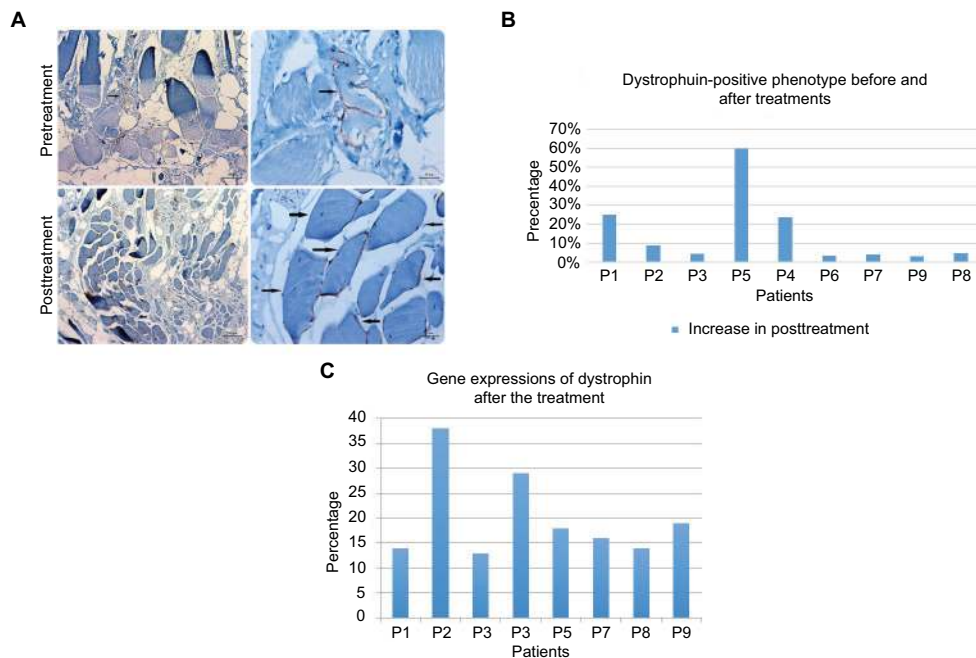 A
Pretreatment
Posttreatment
B
Dystrophuin-positive phenotype before and
after treatments
Precentage
70%
60%
50%
40%
30%
20%
10%
0%
P1 P2 P3 P5 P4 P6 P7 P9 P8
Patients
Increase in posttreatment
C
Gene expressions of dystrophin
after the treatment
Percentage
40
35
30
25
20
15
10
5
0
P1 P2 P3 P3 P5 P7 P8 P9
Patients